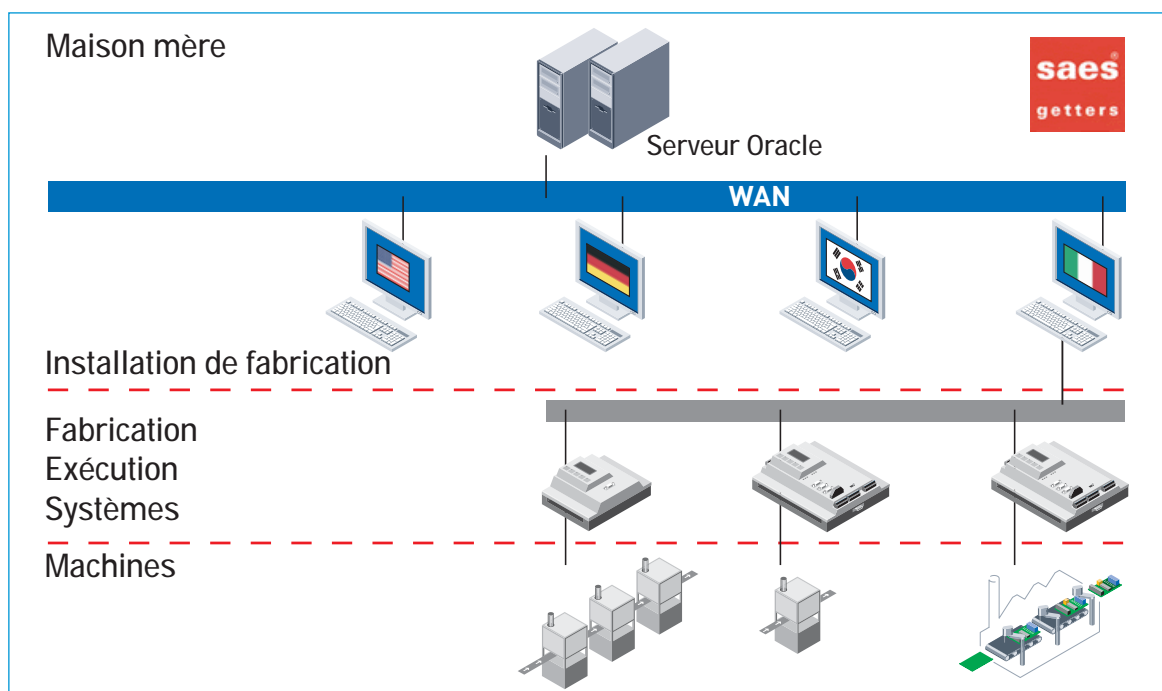 Maison mère
saes®
getters
Serveur Oracle
WAN
Installation de fabrication
Fabrication
Exécution
Systèmes
Machines